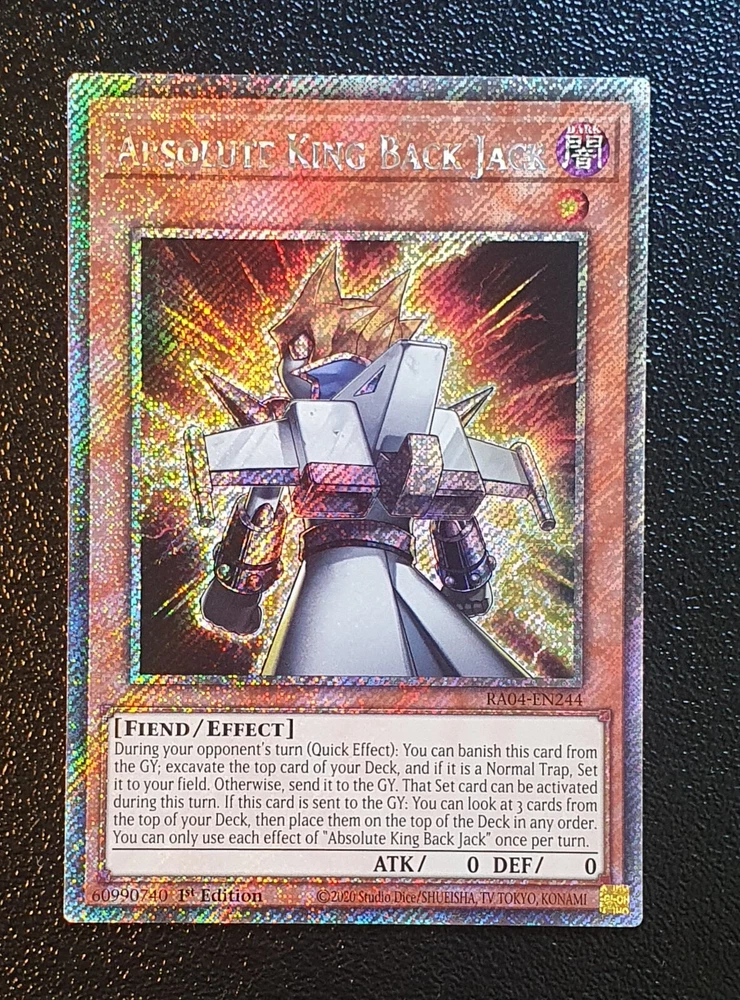 ABSOLUTE KING BACK JACK
DARK
闇
RA04-EN244
[FIEND/EFFECT]
During your opponent's turn (Quick Effect): You can banish this card from
the GY; excavate the top card of your Deck, and if it is a Normal Trap, Set
it to your field. Otherwise, send it to the GY. That Set card can be activated
during this turn. If this card is sent to the GY: You can look at 3 cards from
the top of your Deck, then place them on the top of the Deck in any order.
You can only use each effect of "Absolute King Back Jack" once per turn.
ATK/ 0 DEF/ 0
60990740 1st Edition ©2020 Studio Dice/SHUEISHA, TV TOKYO, KONAMI